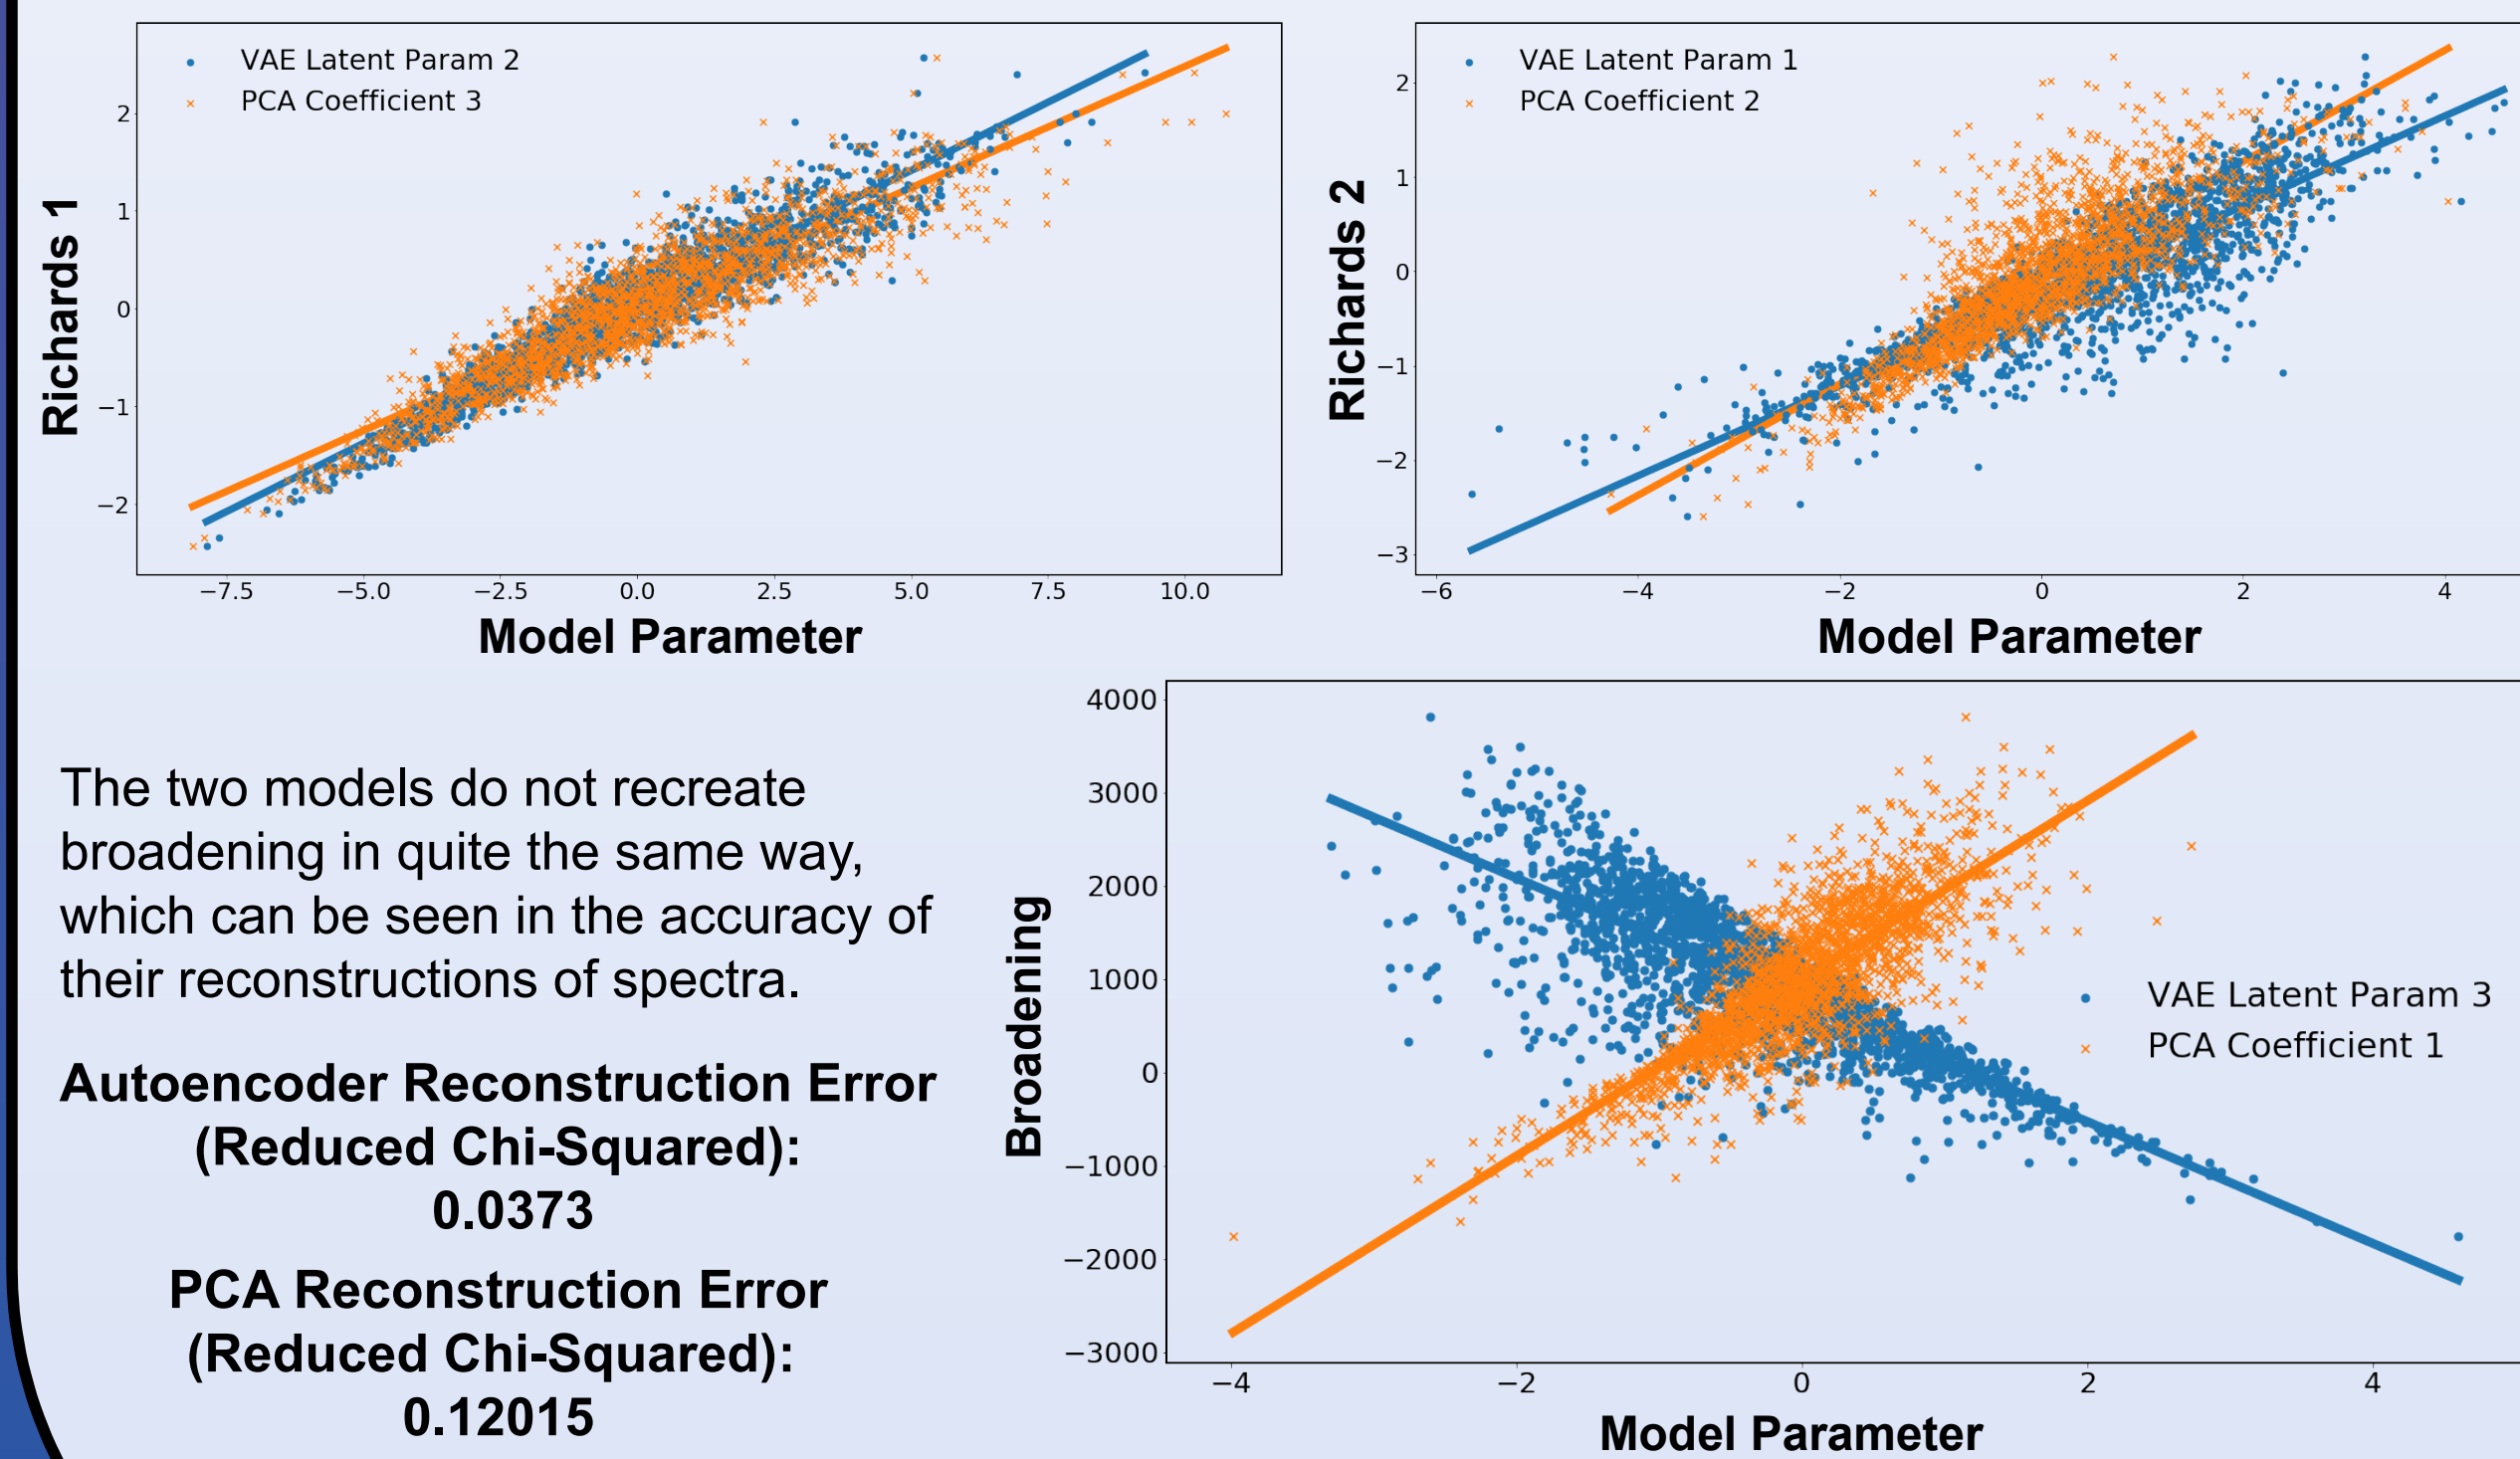 VAE Latent Param 2
PCA Coefficient 3
2
1
0
−1
−2
Richards 1
−7.5 −5.0 −2.5 0.0 2.5 5.0 7.5 10.0
Model Parameter
VAE Latent Param 1
PCA Coefficient 2
2
1
0
−1
−2
−3
Richards 2
−6 −4 −2 0 2 4
Model Parameter
The two models do not recreate
broadening in quite the same way,
which can be seen in the accuracy of
their reconstructions of spectra.
Autoencoder Reconstruction Error
(Reduced Chi-Squared):
0.0373
PCA Reconstruction Error
(Reduced Chi-Squared):
0.12015
4000
3000
2000
1000
0
−1000
−2000
−3000
Broadening
VAE Latent Param 3
PCA Coefficient 1
−4 −2 0 2 4
Model Parameter